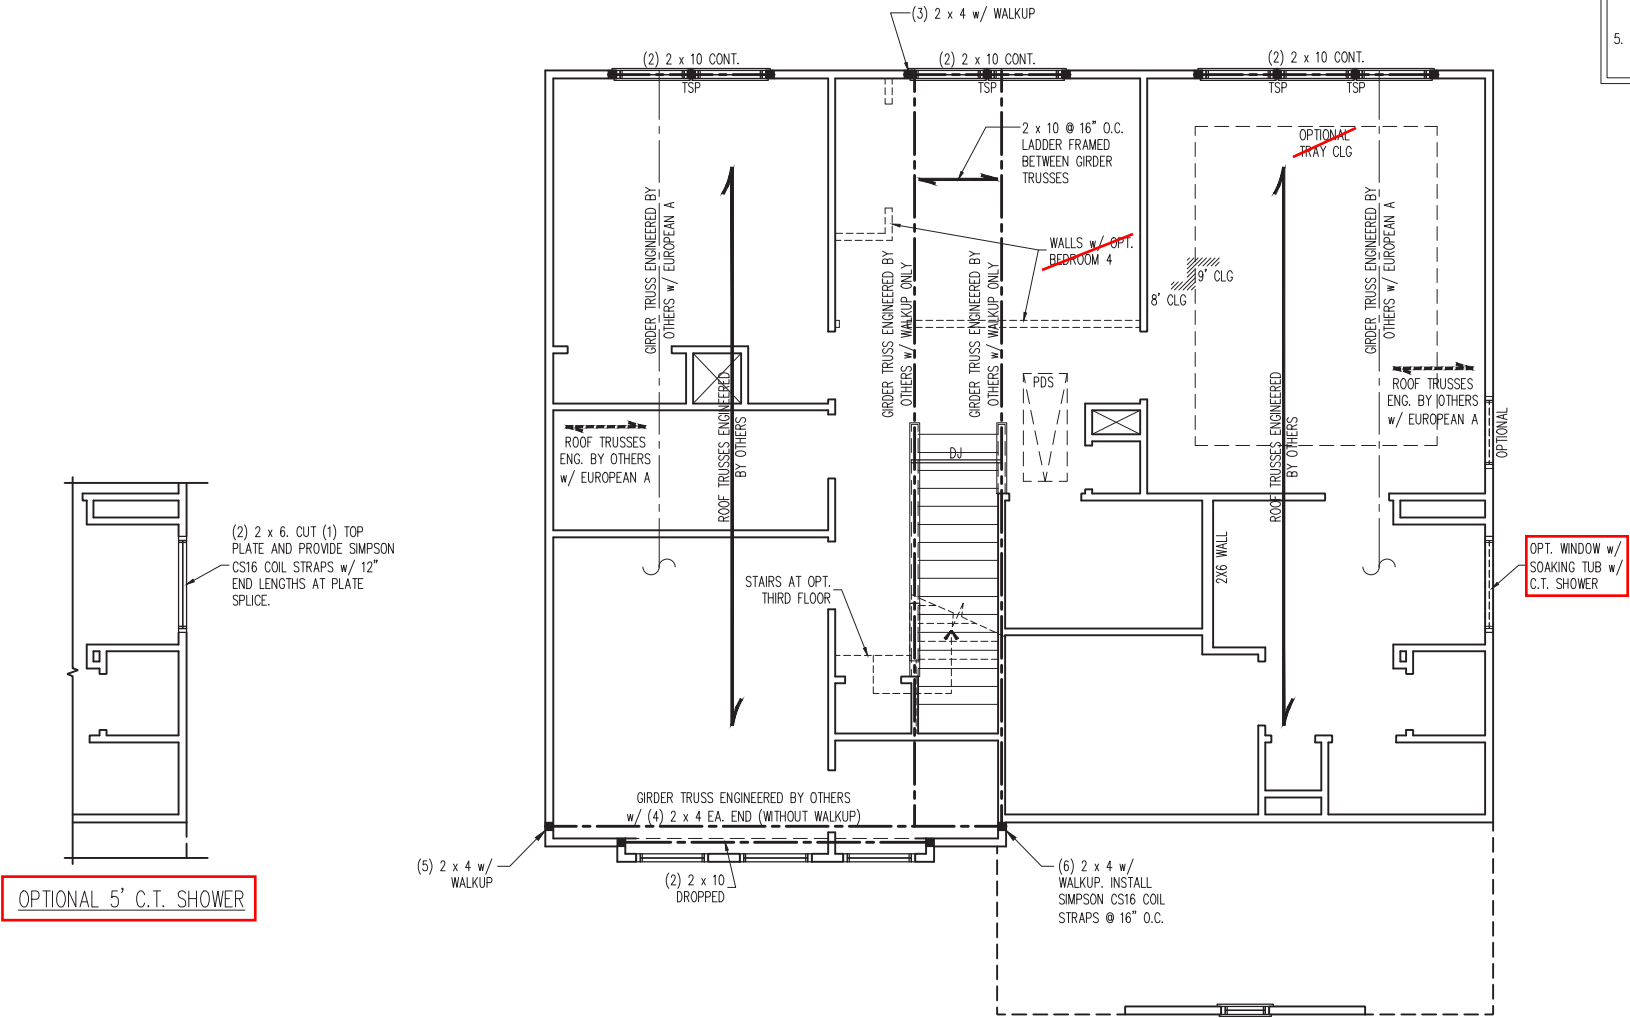 (3) 2 x 4 w/ WALKUP
5.
(2) 2 x 10 CONT.
(2) 2 x 10 CONT.
(2) 2 x 10 CONT.
TSP
TSP
TSP
TSP
2 x 10 @ 16" O.C.
LADDER FRAMED
BETWEEN GIRDER
TRUSSES
OPTIONAL
TRAY CLG
GIRDER TRUSS ENGINEERED BY
OTHERS w/ EUROPEAN A
WALLS w/ OPT.
BEDROOM 4
GIRDER TRUSS ENGINEERED BY
OTHERS w/ WALKUP ONLY
GIRDER TRUSS ENGINEERED BY
OTHERS w/ WALKUP ONLY
9' CLG
8' CLG
GIRDER TRUSS ENGINEERED BY
OTHERS w/ EUROPEAN A
PDS
ROOF TRUSSES
ENG. BY OTHERS
w/ EUROPEAN A
ROOF TRUSSES ENGINEERED
BY OTHERS
ROOF TRUSSES
ENG. BY OTHERS
w/ EUROPEAN A
ROOF TRUSSES ENGINEERED
BY OTHERS
OPTIONAL
DJ
(2) 2 x 6. CUT (1) TOP
PLATE AND PROVIDE SIMPSON
CS16 COIL STRAPS w/ 12"
END LENGTHS AT PLATE
SPLICE.
2X6 WALL
OPT. WINDOW w/
SOAKING TUB w/
C.T. SHOWER
STAIRS AT OPT.
THIRD FLOOR
GIRDER TRUSS ENGINEERED BY OTHERS
w/ (4) 2 x 4 EA. END (WITHOUT WALKUP)
(5) 2 x 4 w/
WALKUP
(2) 2 x 10
DROPPED
(6) 2 x 4 w/
WALKUP. INSTALL
SIMPSON CS16 COIL
STRAPS @ 16" O.C.
OPTIONAL 5' C.T. SHOWER